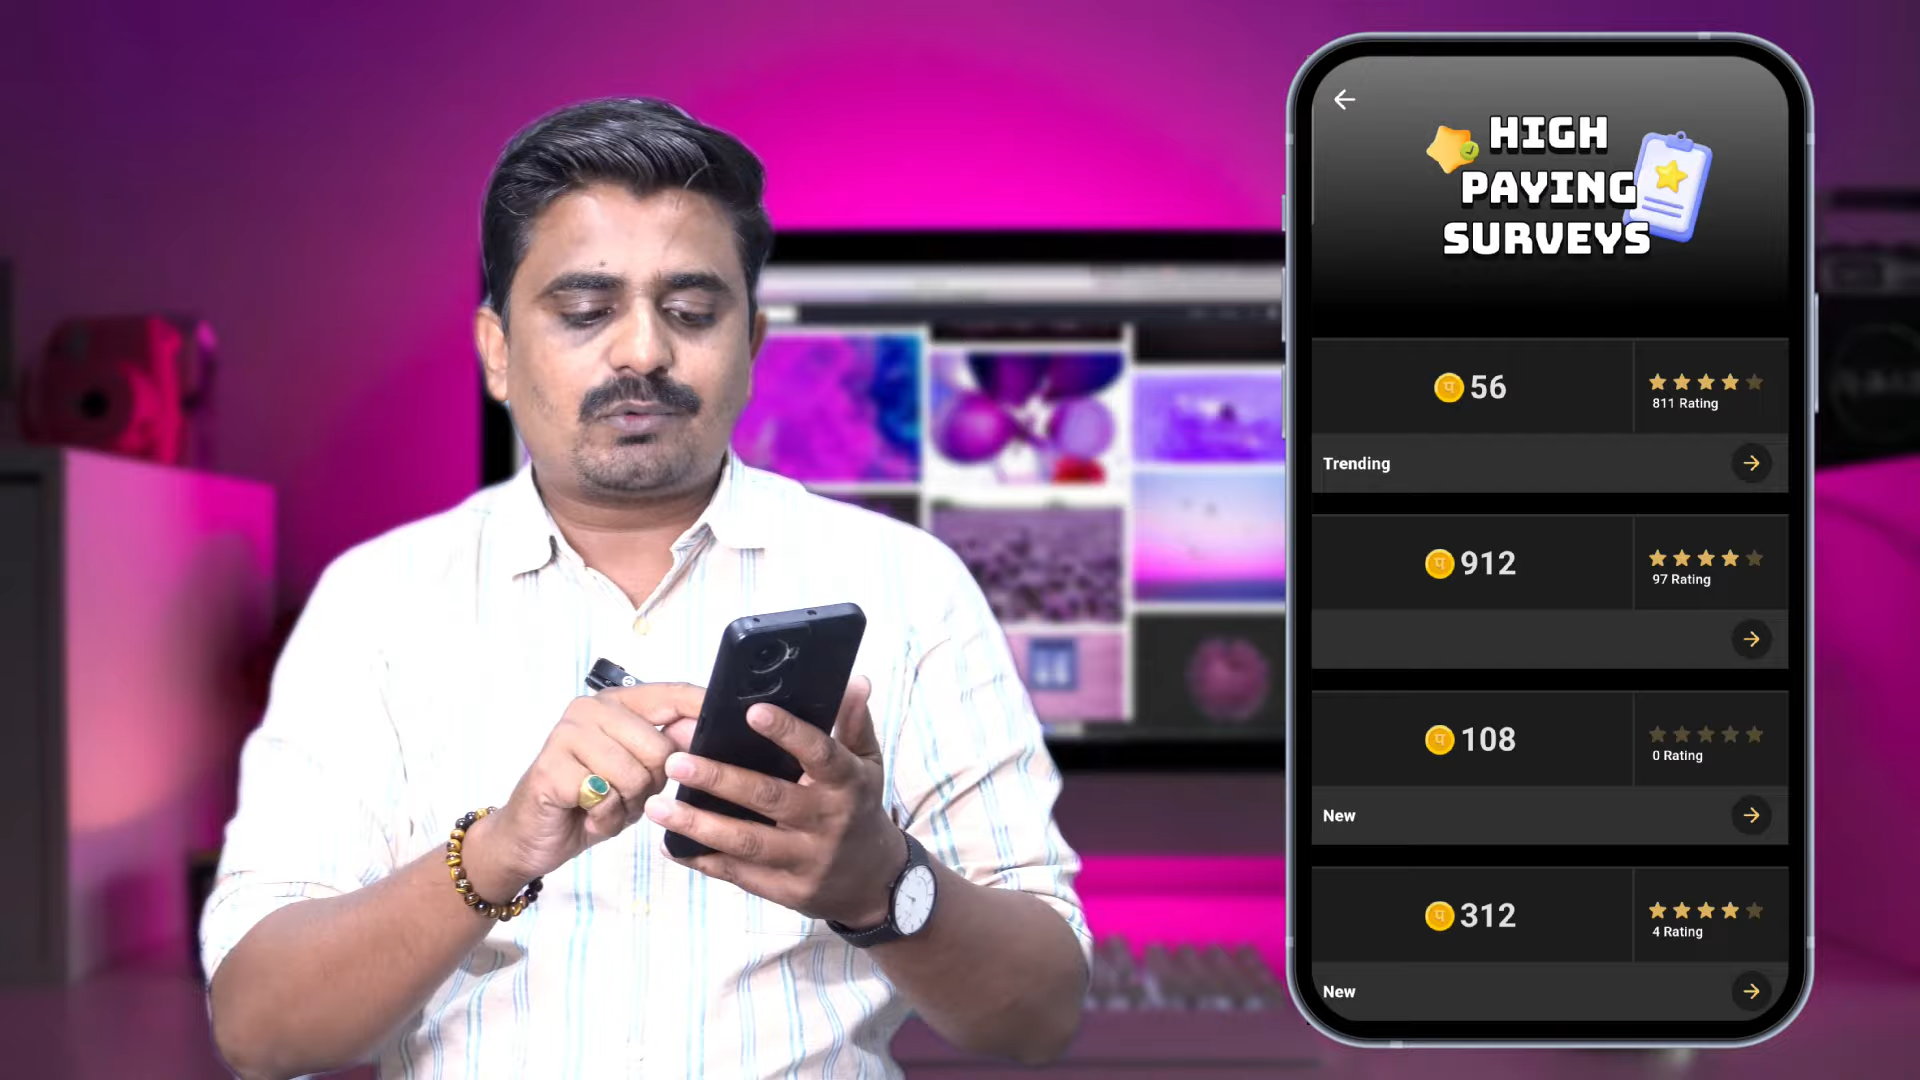 HIGH
PAYING
SURVEYS
प 56
811 Rating
Trending
प 912
97 Rating
प 108
0 Rating
New
प 312
4 Rating
New